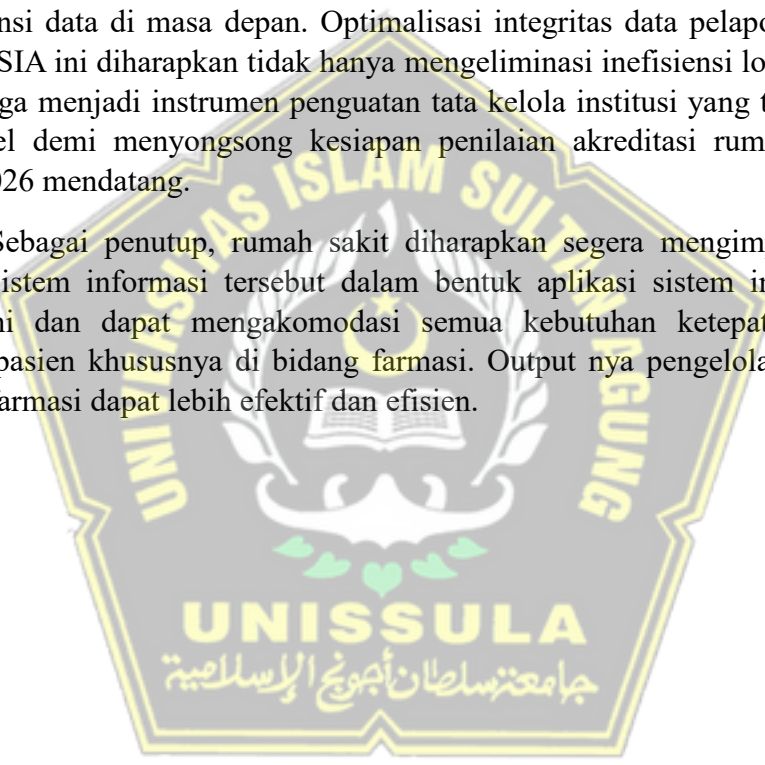 nsi data di masa depan. Optimalisasi integritas data pelapo
SIA ini diharapkan tidak hanya mengeliminasi inefisiensi lo
ga menjadi instrumen penguatan tata kelola institusi yang t
el demi menyongsong kesiapan penilaian akreditasi rum
026 mendatang.
Sebagai penutup, rumah sakit diharapkan segera mengim
istem informasi tersebut dalam bentuk aplikasi sistem in
ni dan dapat mengakomodasi semua kebutuhan ketepat
pasien khususnya di bidang farmasi. Output nya pengelola
farmasi dapat lebih efektif dan efisien.
UNIVERSITAS ISLAM SULTAN AGUNG
UNISSULA
جامعتنسلطان أجونج الإسلامية